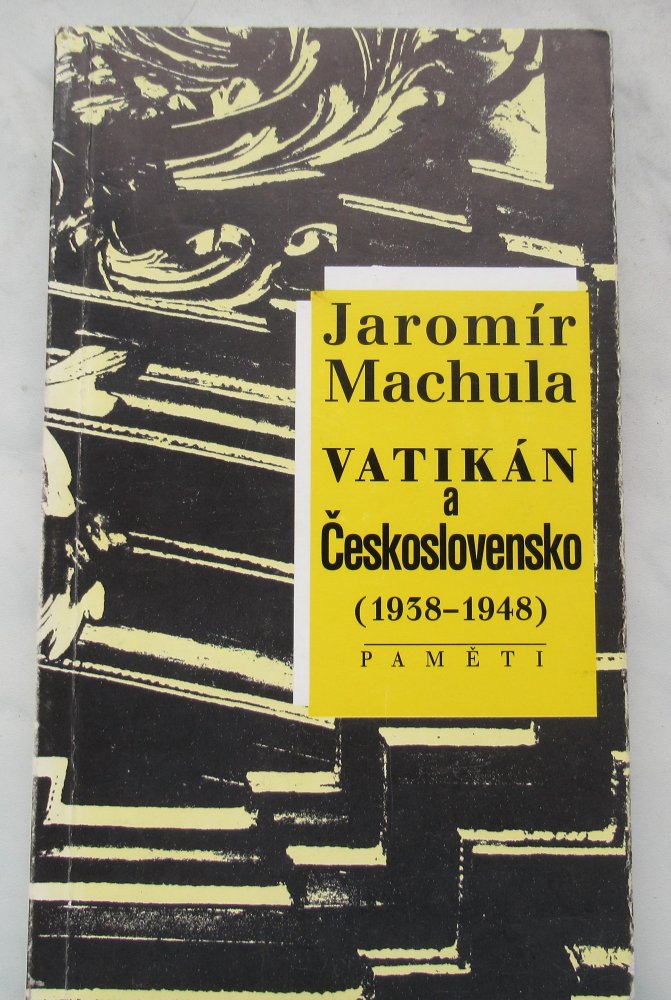 Jaromír
Machula
VATIKÁN
a
Československo
(1938–1948)
PAMĚTI